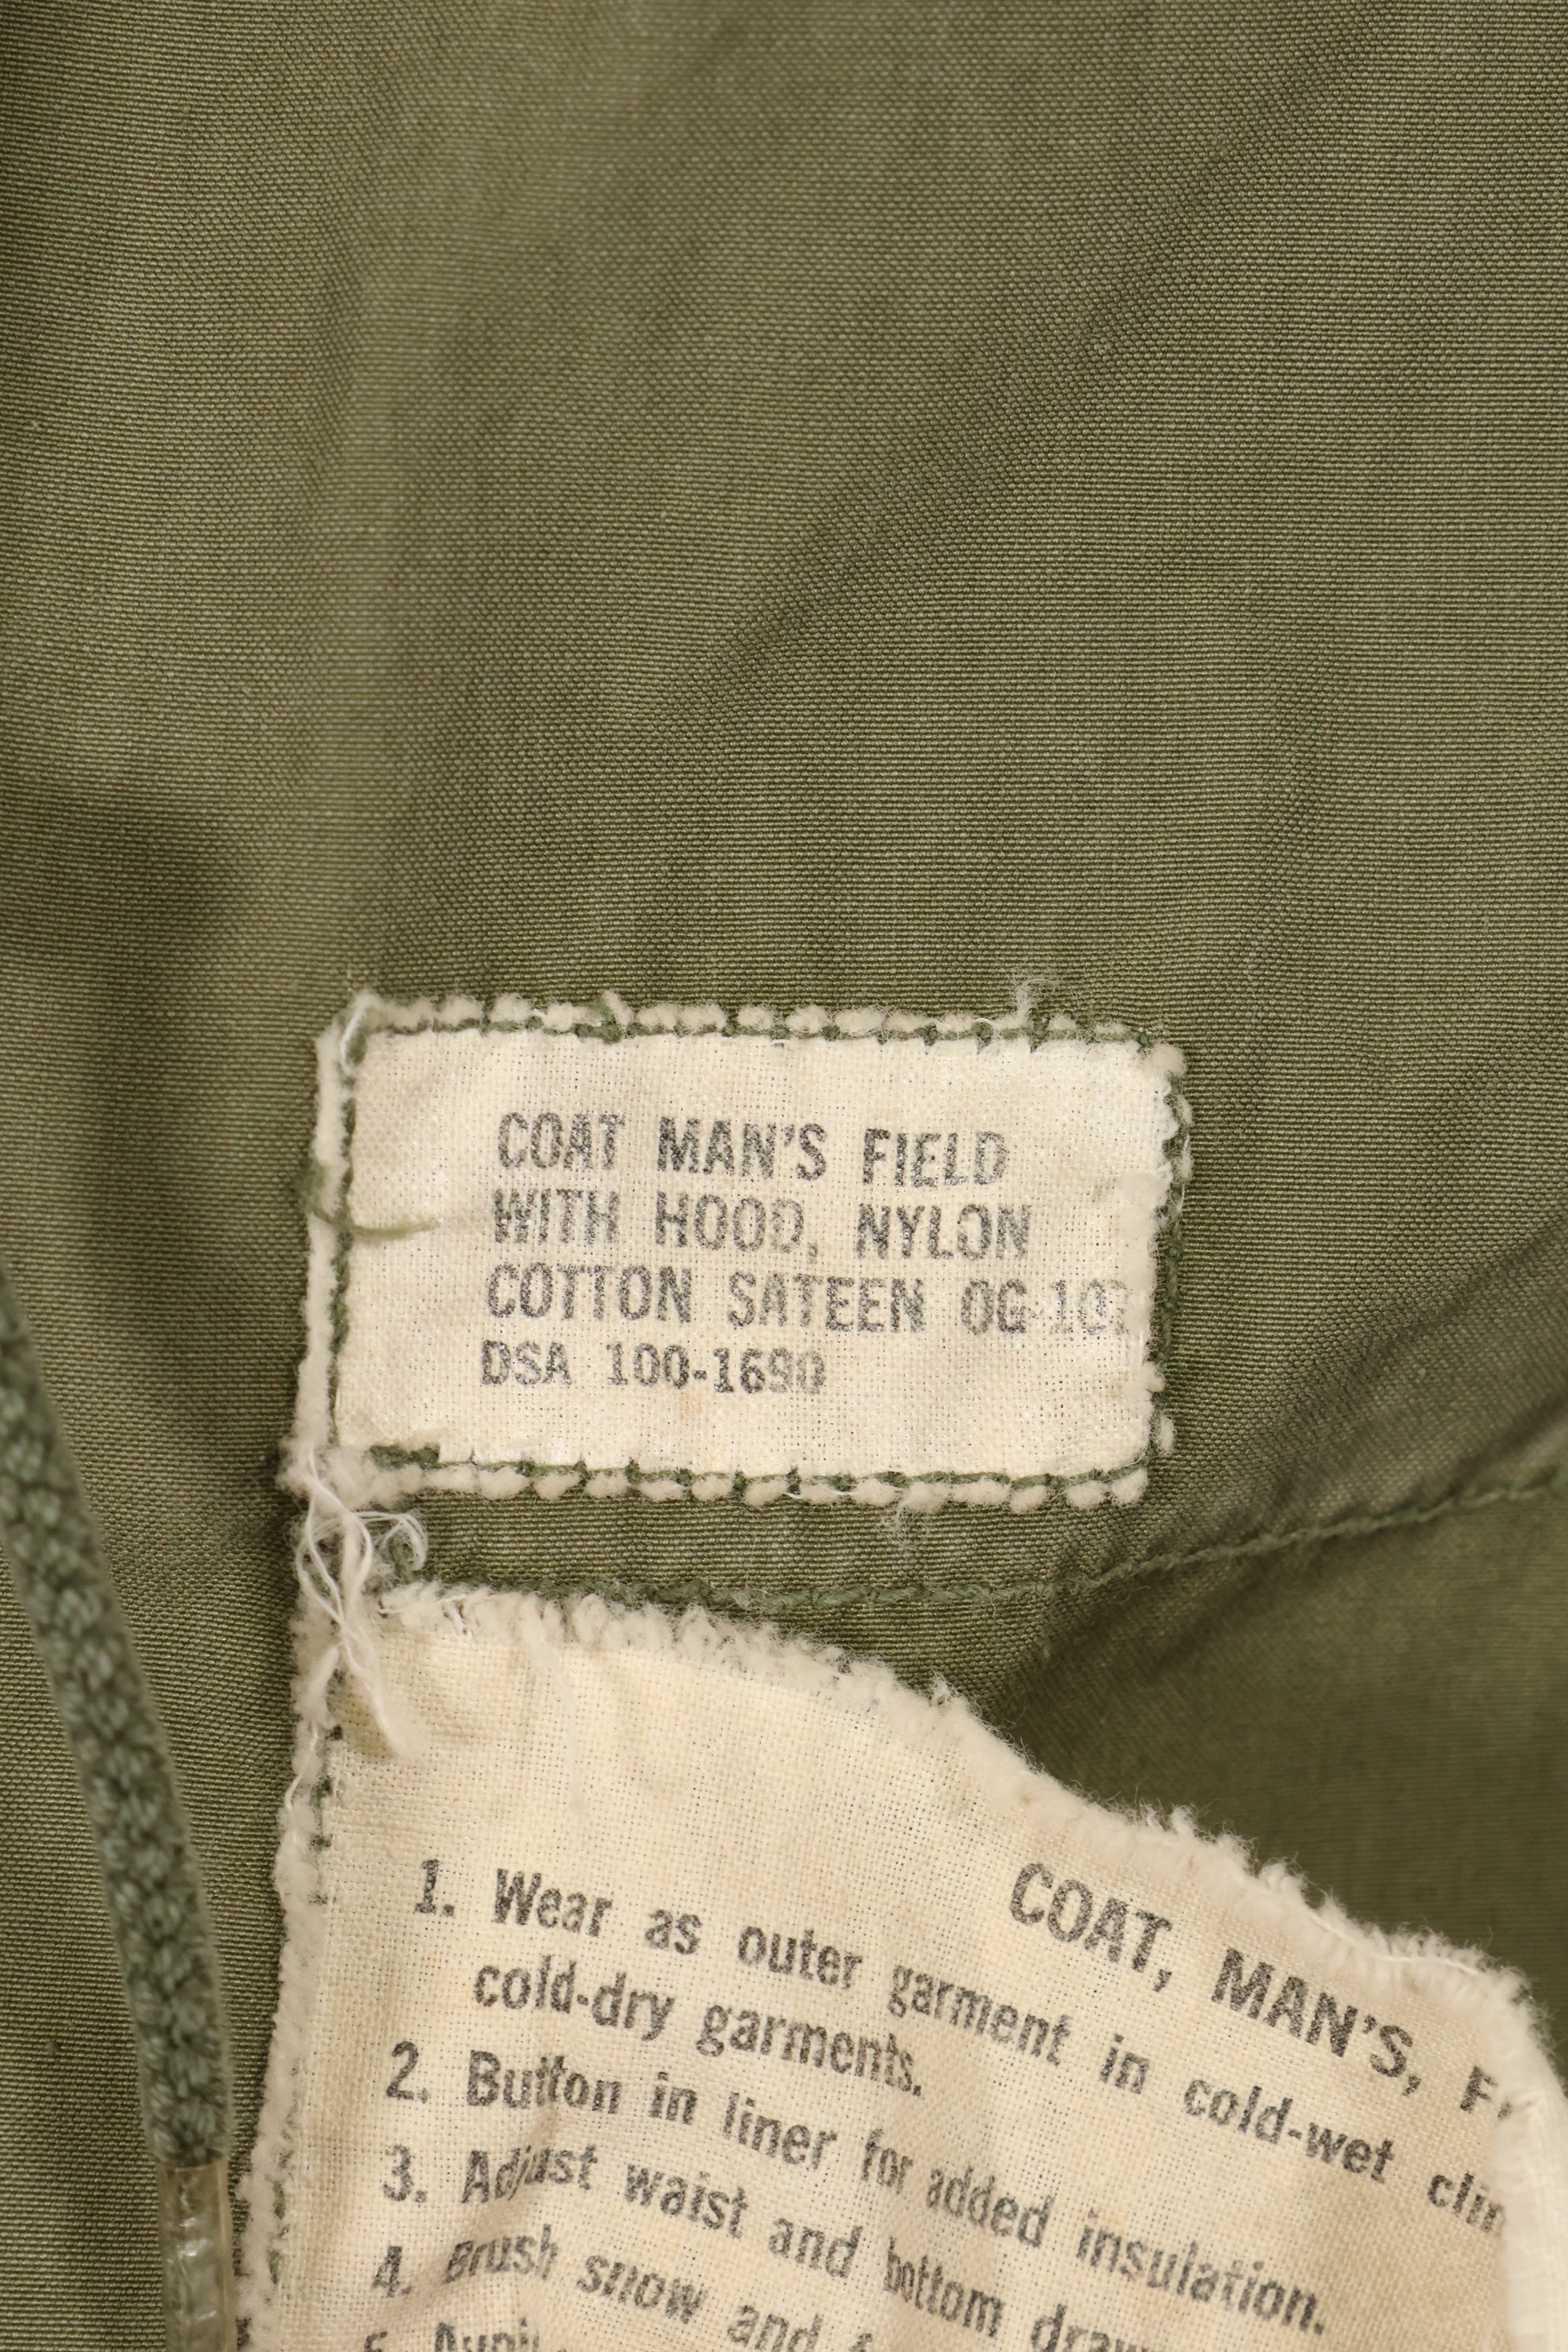 COAT MAN'S FIELD
WITH HOOD, NYLON
COTTON SATEEN
DSA 100-1690
COAT, MAN'S,
1. Wear as outer garment in cold-wet
cold-dry garments.
2. Button in liner for added insulation.
3. Adjust waist and bottom
4. Brush snow and